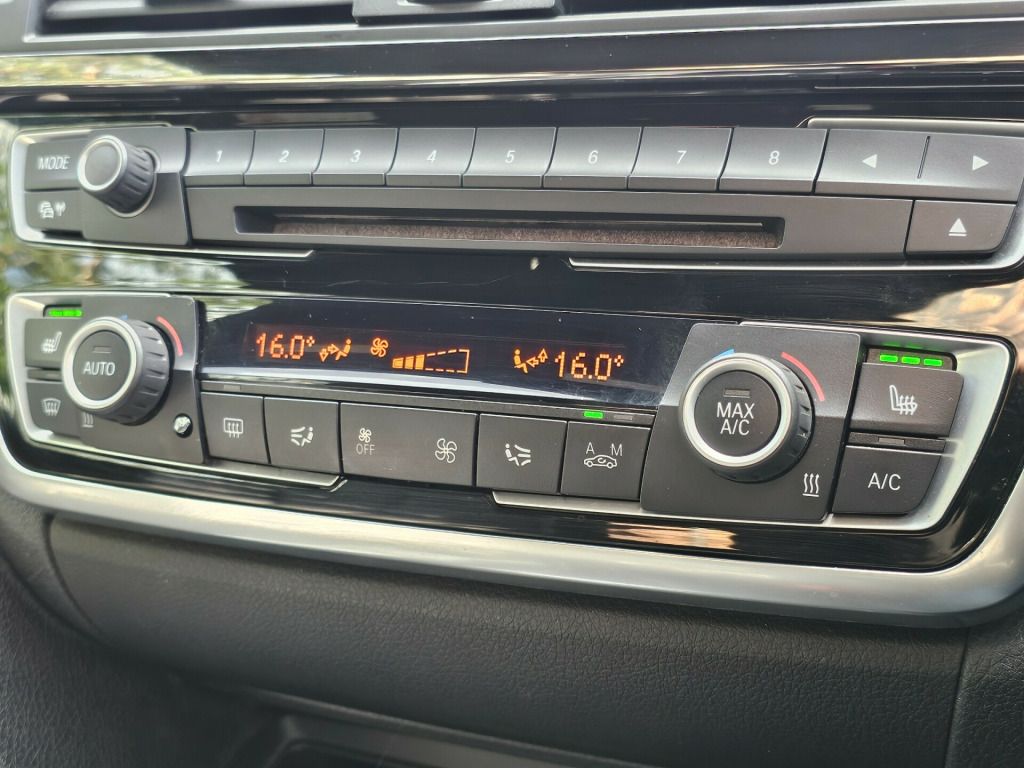 MODE
1 2 3 4 5 6 7 8
16.0° 16.0°
AUTO
MAX
A/C
OFF
A M
A/C